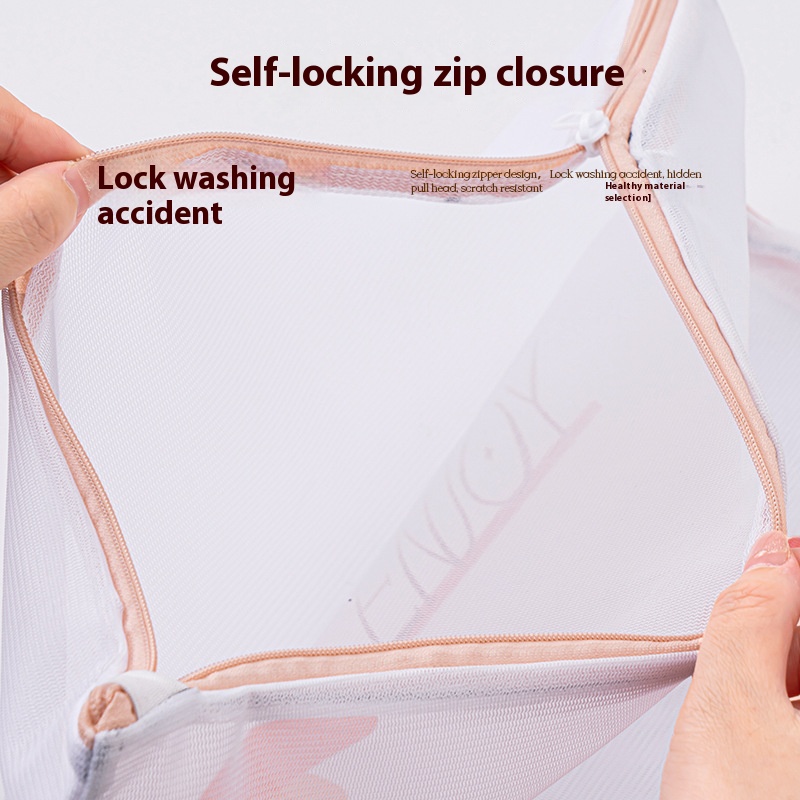 Self-locking zip closure
Lock washing
accident
Self-locking zipper design, Lock washing accident, hidden
pull head, scratch resistant
Healthy material
selection]
ENJOY